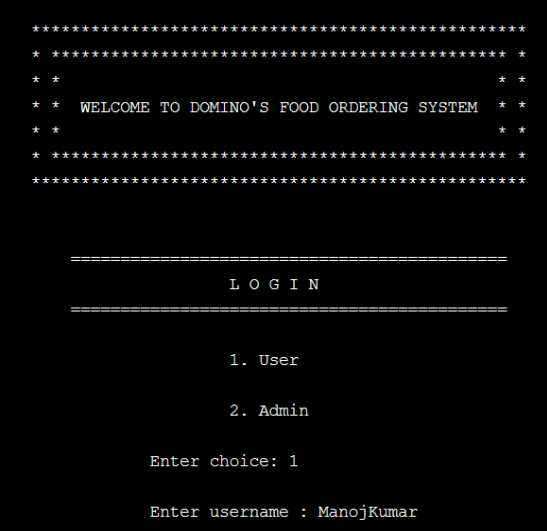 **************************************************
* ********************************************** *
* * * *
* * WELCOME TO DOMINO'S FOOD ORDERING SYSTEM * *
* * * *
* ********************************************** *
**************************************************
============================================
L O G I N
============================================
1. User
2. Admin
Enter choice: 1
Enter username : ManojKumar